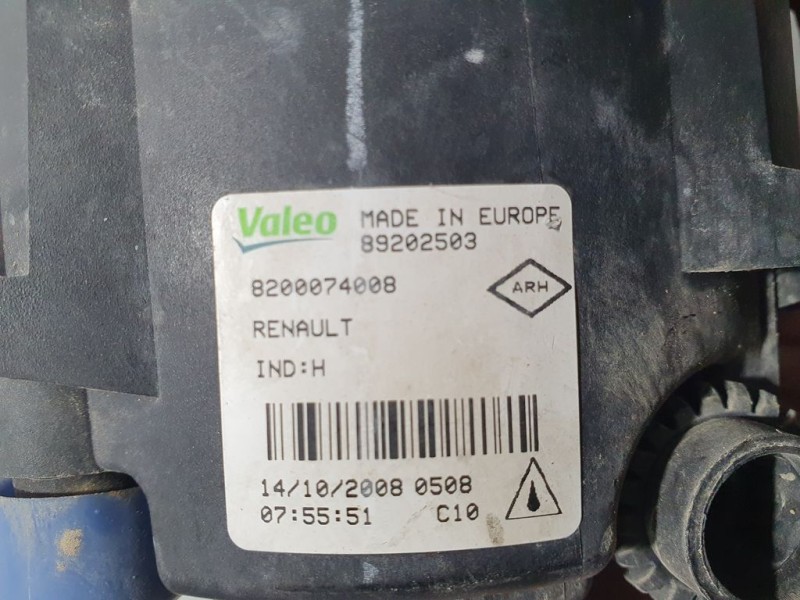 Valeo MADE IN EUROPE
89202503
8200074008
ARH
RENAULT
IND:H
14/10/2008 0508
07:55:51 C10